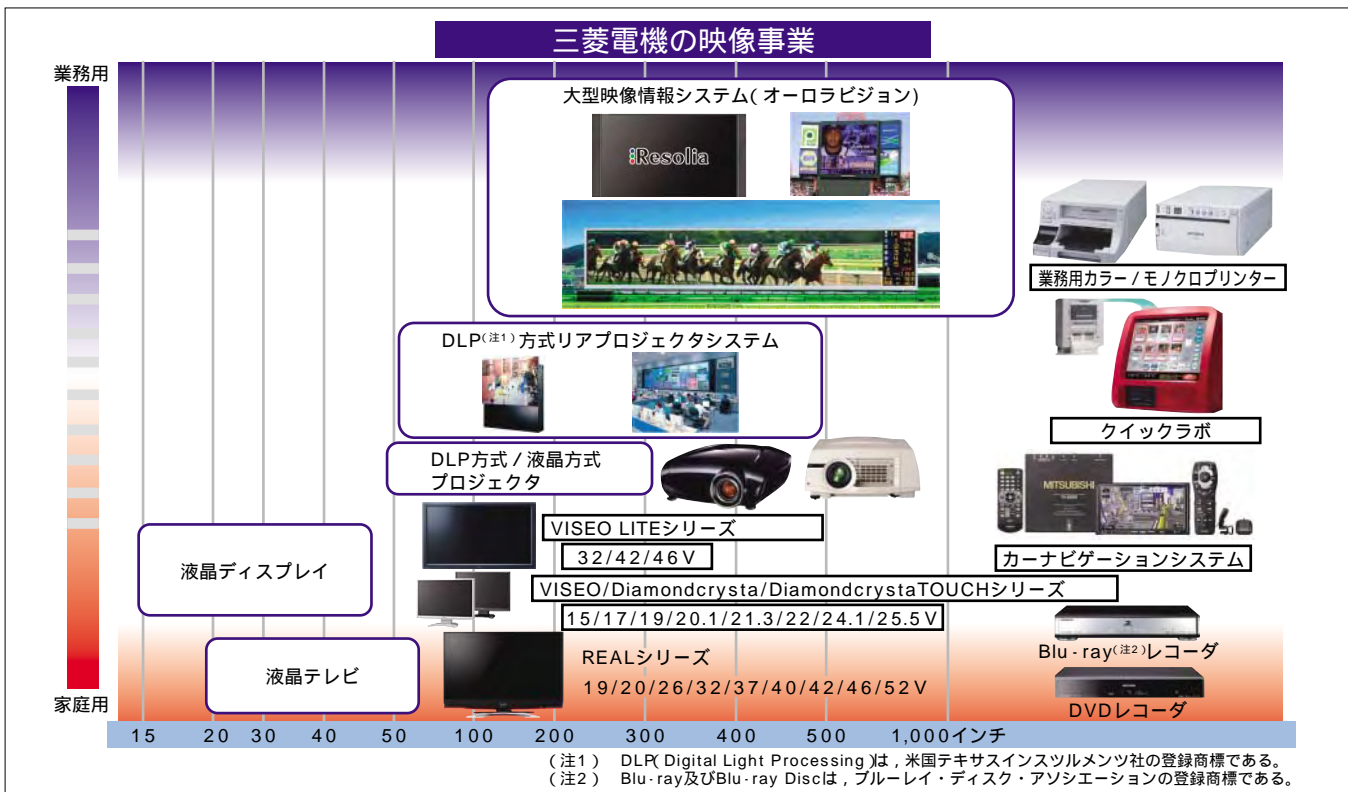 三菱電機の映像事業
業務用
大型映像情報システム(オーロラビジョン)
Resolia
業務用カラー/モノクロプリンター
DLP(注1)方式リアプロジェクタシステム
クイックラボ
DLP方式/液晶方式
プロジェクタ
MITSUBISHI
VISEO LITEシリーズ
32/42/46V
カーナビゲーションシステム
液晶ディスプレイ
VISEO/Diamondcrysta/DiamondcrystaTOUCHシリーズ
15/17/19/20.1/21.3/22/24.1/25.5V
Blu-ray(注2)レコーダ
液晶テレビ
REALシリーズ
19/20/26/32/37/40/42/46/52V
DVDレコーダ
家庭用
15 20 30 40 50 100 200 300 400 500 1,000インチ
(注1) DLP(Digital Light Processing)は,米国テキサスインスツルメンツ社の登録商標である。
(注2) Blu-ray及びBlu-ray Discは,ブルーレイ・ディスク・アソシエーションの登録商標である。